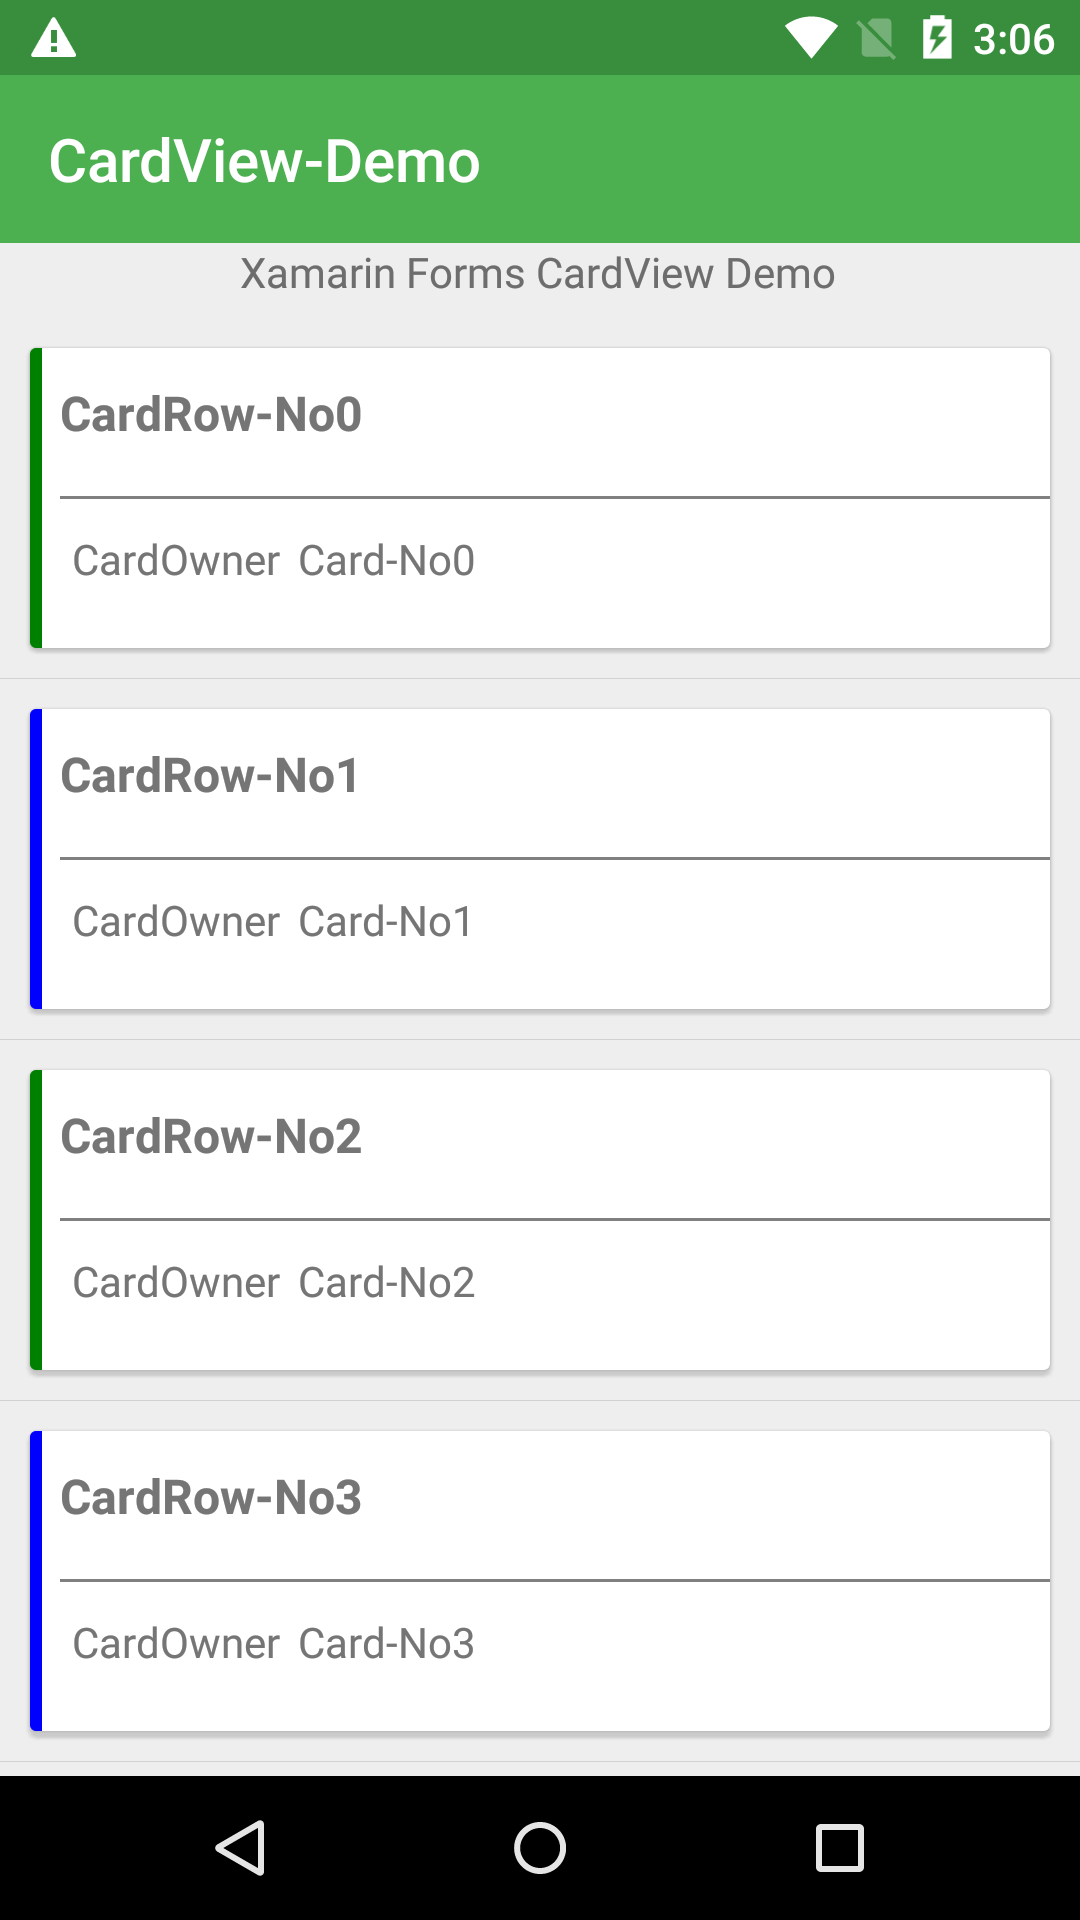 3:06
CardView-Demo
Xamarin Forms CardView Demo
CardRow-No0
CardOwner Card-No0
CardRow-No1
CardOwner Card-No1
CardRow-No2
CardOwner Card-No2
CardRow-No3
CardOwner Card-No3